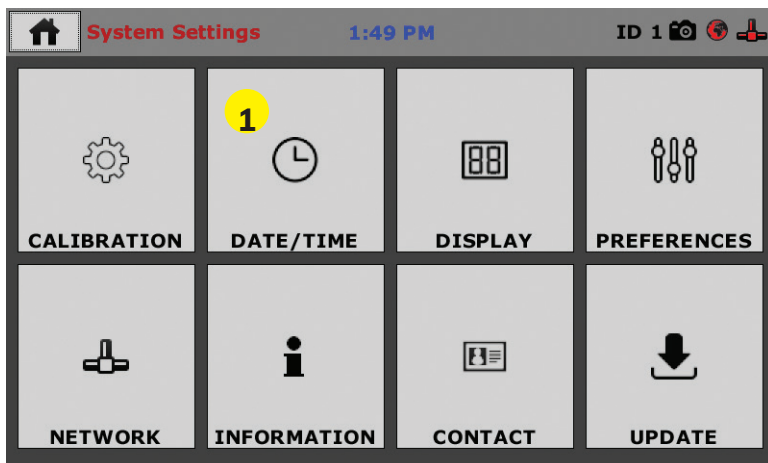 System Settings 1:49 PM ID 1
1
CALIBRATION DATE/TIME DISPLAY PREFERENCES
NETWORK INFORMATION CONTACT UPDATE